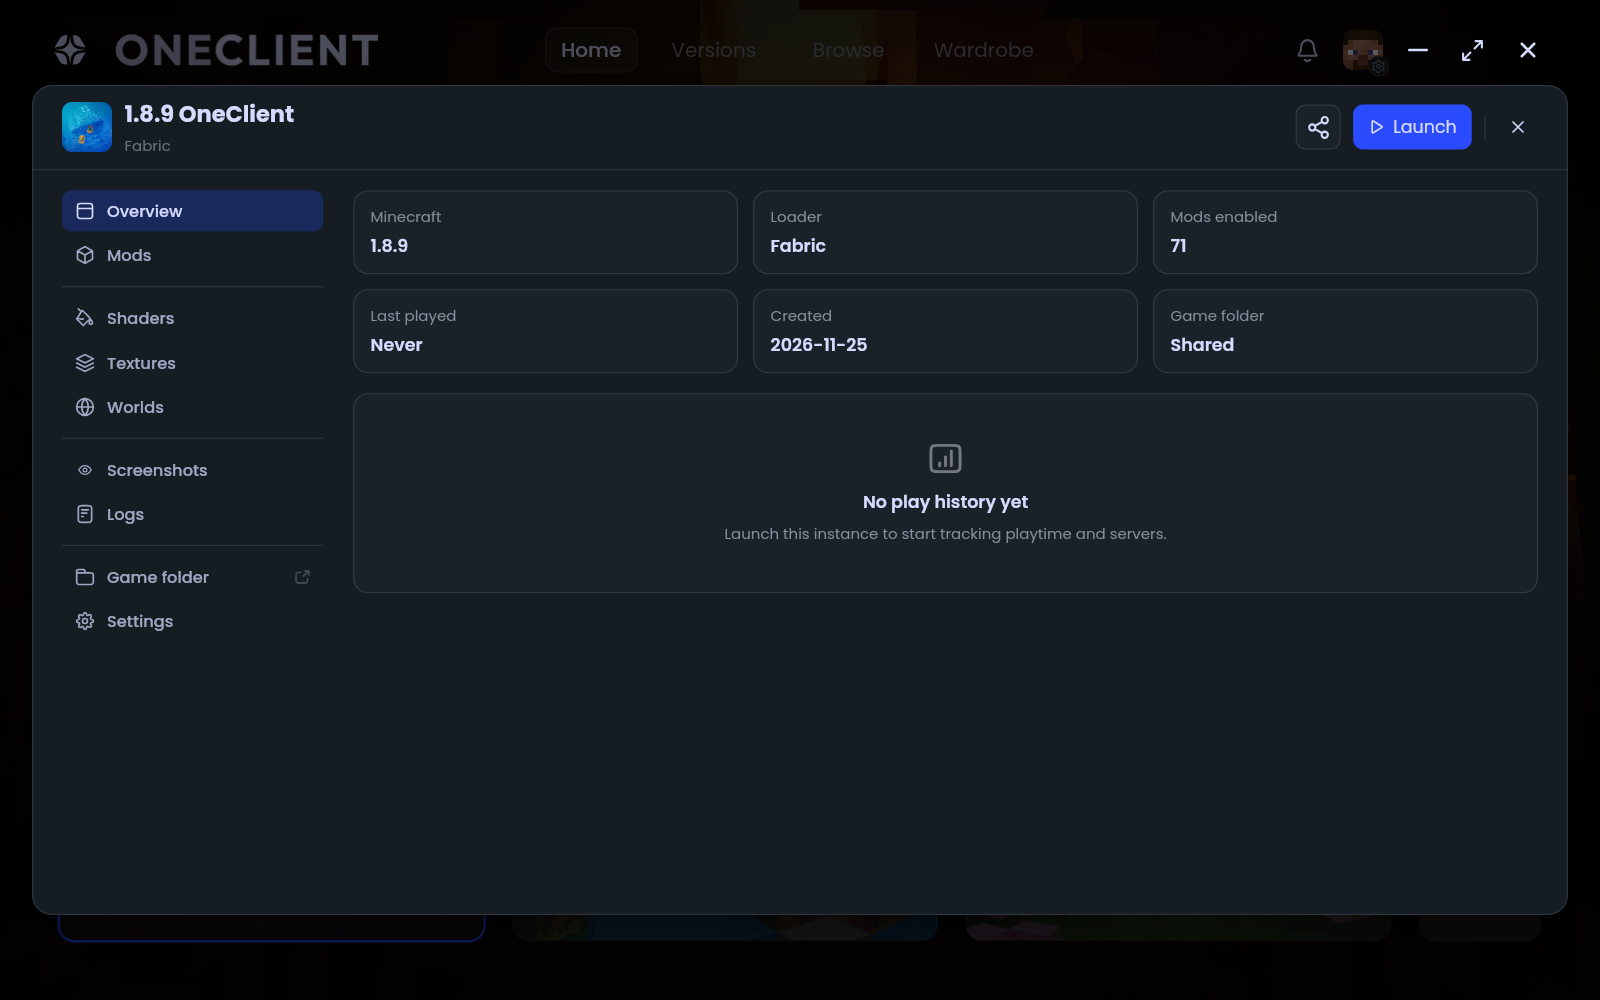 ONECLIENT
Home
Versions
Browse
Wardrobe
1.8.9 OneClient
Fabric
Launch
Overview
Mods
Shaders
Textures
Worlds
Screenshots
Logs
Game folder
Settings
Minecraft
1.8.9
Loader
Fabric
Mods enabled
71
Last played
Never
Created
2026-11-25
Game folder
Shared
No play history yet
Launch this instance to start tracking playtime and servers.